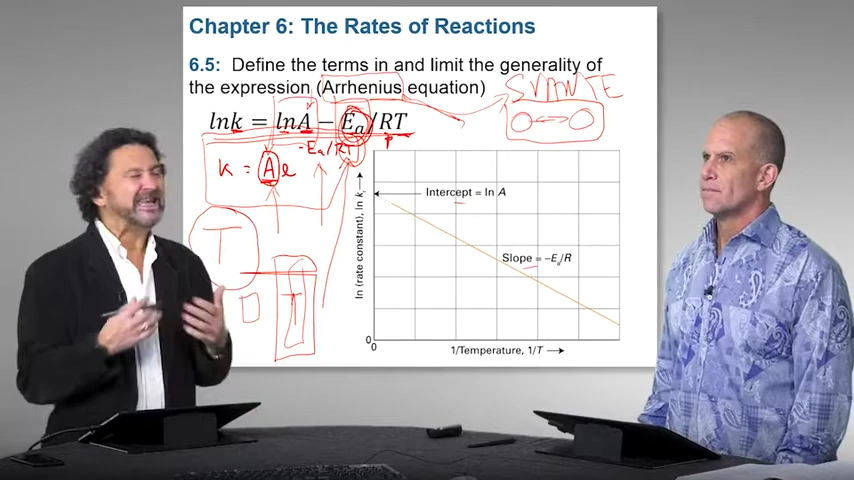 Chapter 6: The Rates of Reactions
6.5: Define the terms in and limit the generality of
the expression (Arrhenius equation)
SVANTE
lnk = lnA − Eₐ/RT
k = A e^-Ea/RT
T
T
Intercept = ln A
Slope = –Eₐ/R
ln (rate constant), ln k
0
0
1/Temperature, 1/T